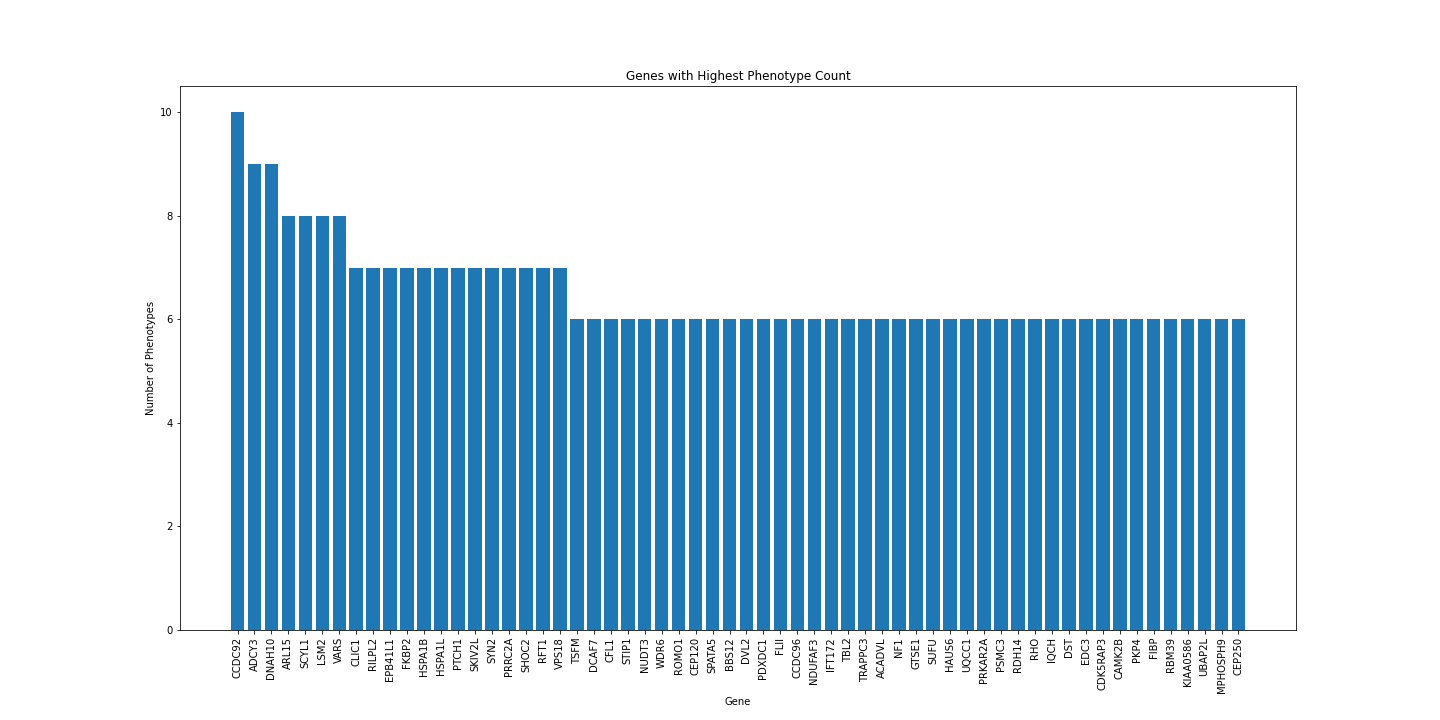 Genes with Highest Phenotype Count
Number of Phenotypes
10
8
6
4
2
0
CCDC92
ADCY3
DNAH10
ARL15
SCYL1
LSM2
VARS
CLIC1
RILPL2
EPB41L1
FKBP2
HSPA1B
HSPA1L
PTCH1
SKIV2L
SYN2
PRRC2A
SHOC2
RFT1
VPS18
TSFM
DCAF7
CFL1
STIP1
NUDT3
WDR6
ROMO1
CEP120
SPATA5
BBS12
DVL2
PDXDC1
FLII
CCDC96
NDUFAF3
IFT172
TBL2
TRAPPC3
ACADVL
NF1
GTSE1
SUFU
HAUS6
UQCC1
PRKAR2A
PSMC3
RDH14
RHO
IQCH
DST
EDC3
CDK5RAP3
CAMK2B
PKP4
FIBP
RBM39
KIAA0586
UBAP2L
MPHOSPH9
CEP250
Gene